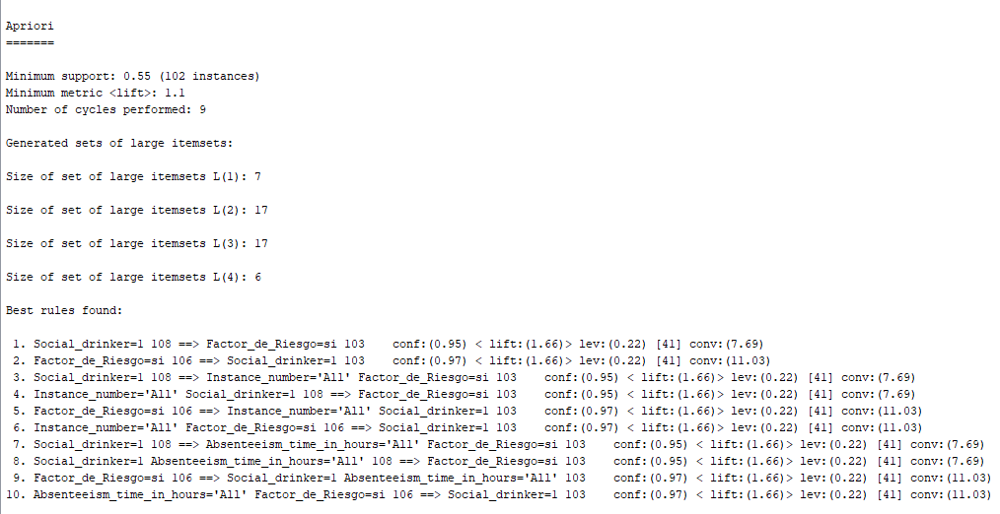 Apriori
=======
Minimum support: 0.55 (102 instances)
Minimum metric <lift>: 1.1
Number of cycles performed: 9
Generated sets of large itemsets:
Size of set of large itemsets L(1): 7
Size of set of large itemsets L(2): 17
Size of set of large itemsets L(3): 17
Size of set of large itemsets L(4): 6
Best rules found:
1. Social_drinker=1 108 ==> Factor_de_Riesgo=si 103    conf:(0.95) < lift:(1.66)> lev:(0.22) [41] conv:(7.69)
2. Factor_de_Riesgo=si 106 ==> Social_drinker=1 103    conf:(0.97) < lift:(1.66)> lev:(0.22) [41] conv:(11.03)
3. Social_drinker=1 108 ==> Instance_number='All' Factor_de_Riesgo=si 103    conf:(0.95) < lift:(1.66)> lev:(0.22) [41] conv:(7.69)
4. Instance_number='All' Social_drinker=1 108 ==> Factor_de_Riesgo=si 103    conf:(0.95) < lift:(1.66)> lev:(0.22) [41] conv:(7.69)
5. Factor_de_Riesgo=si 106 ==> Instance_number='All' Social_drinker=1 103    conf:(0.97) < lift:(1.66)> lev:(0.22) [41] conv:(11.03)
6. Instance_number='All' Factor_de_Riesgo=si 106 ==> Social_drinker=1 103    conf:(0.97) < lift:(1.66)> lev:(0.22) [41] conv:(11.03)
7. Social_drinker=1 108 ==> Absenteeism_time_in_hours='All' Factor_de_Riesgo=si 103    conf:(0.95) < lift:(1.66)> lev:(0.22) [41] conv:(7.69)
8. Social_drinker=1 Absenteeism_time_in_hours='All' 108 ==> Factor_de_Riesgo=si 103    conf:(0.95) < lift:(1.66)> lev:(0.22) [41] conv:(7.69)
9. Factor_de_Riesgo=si 106 ==> Social_drinker=1 Absenteeism_time_in_hours='All' 103    conf:(0.97) < lift:(1.66)> lev:(0.22) [41] conv:(11.03)
10. Absenteeism_time_in_hours='All' Factor_de_Riesgo=si 106 ==> Social_drinker=1 103    conf:(0.97) < lift:(1.66)> lev:(0.22) [41] conv:(11.03)